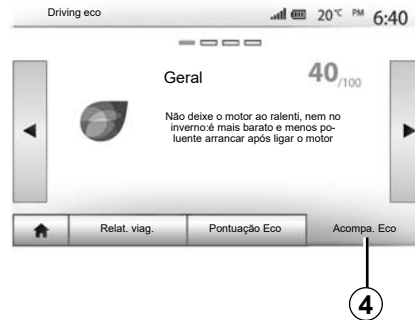 Driving eco
20°C PM 6:40
Geral
40/100
Não deixe o motor ao ralenti, nem no
inverno:é mais barato e menos po-
luente arrancar após ligar o motor
Relat. viag.
Pontuação Eco
Acompa. Eco
4